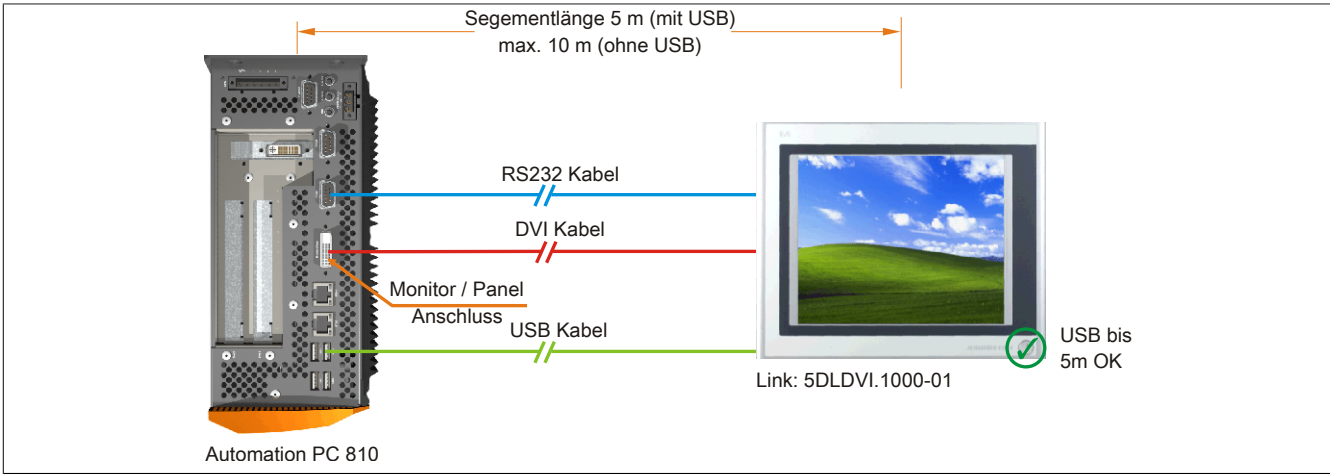 Segementlänge 5 m (mit USB)
max. 10 m (ohne USB)
RS232 Kabel
DVI Kabel
Monitor / Panel
Anschluss
USB Kabel
USB bis
5m OK
Link: 5DLDVI.1000-01
Automation PC 810